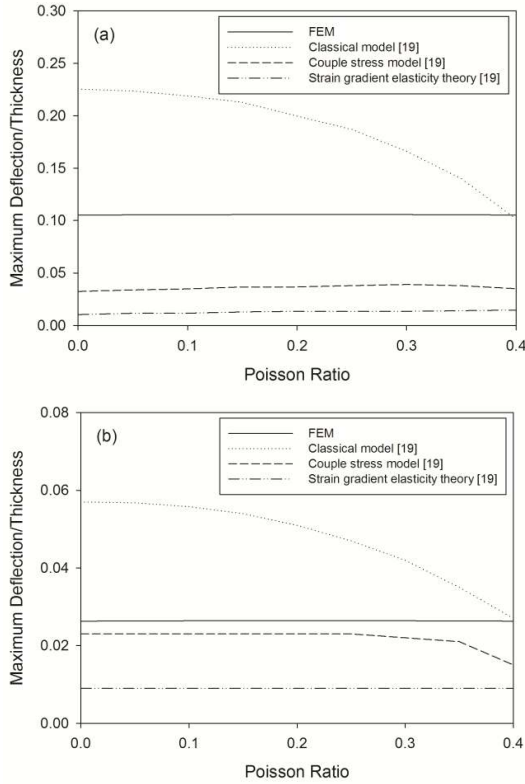 (a)
FEM
Classical model [19]
Couple stress model [19]
Strain gradient elasticity theory [19]
Maximum Deflection/Thickness
0.30
0.25
0.20
0.15
0.10
0.05
0.00
0.0 0.1 0.2 0.3 0.4
Poisson Ratio
(b)
FEM
Classical model [19]
Couple stress model [19]
Strain gradient elasticity theory [19]
Maximum Deflection/Thickness
0.08
0.06
0.04
0.02
0.00
0.0 0.1 0.2 0.3 0.4
Poisson Ratio